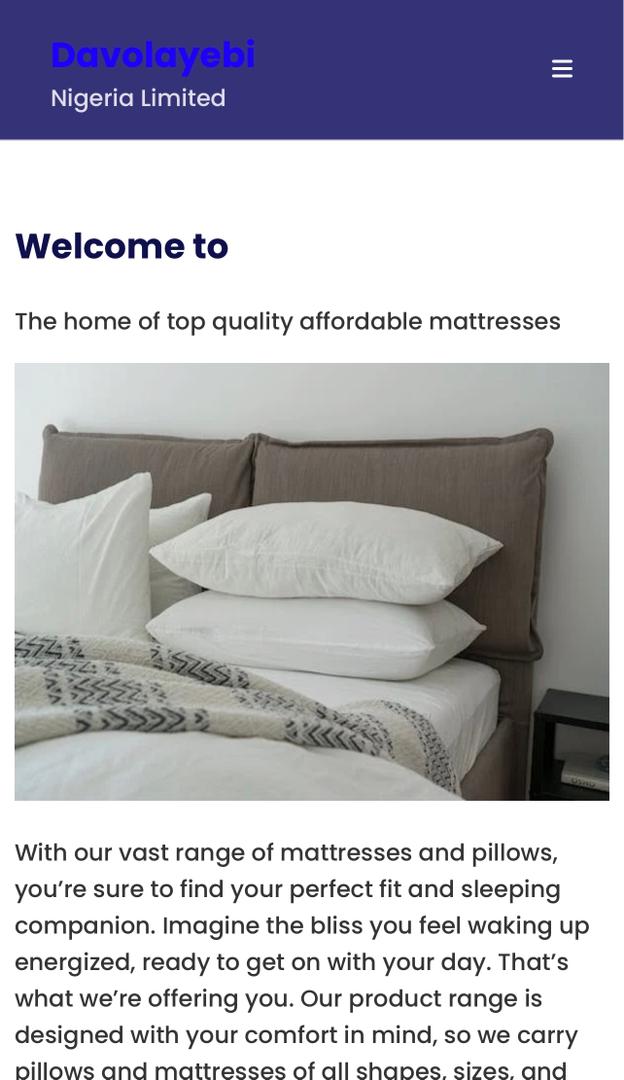 Davolayebi
Nigeria Limited
Welcome to
The home of top quality affordable mattresses
OSHO
With our vast range of mattresses and pillows,
you’re sure to find your perfect fit and sleeping
companion. Imagine the bliss you feel waking up
energized, ready to get on with your day. That’s
what we’re offering you. Our product range is
designed with your comfort in mind, so we carry
pillows and mattresses of all shapes, sizes, and